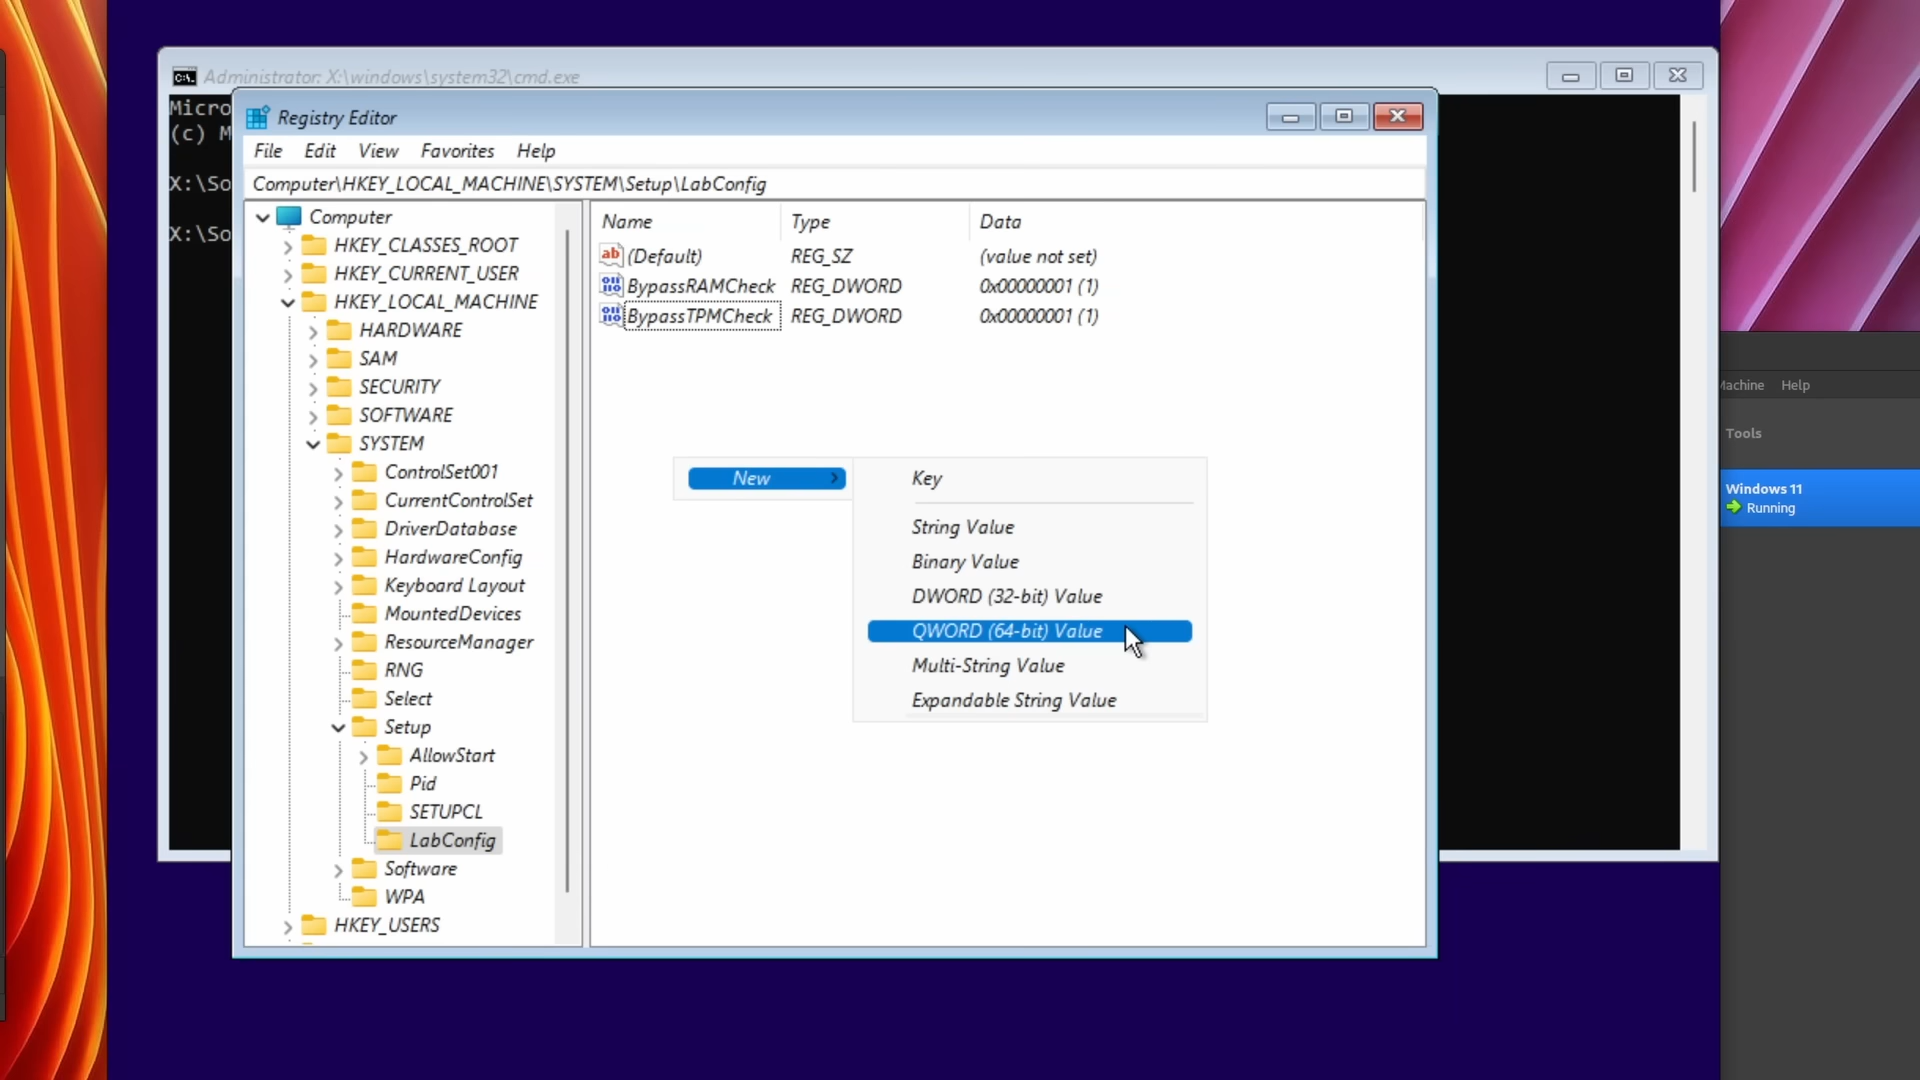 Administrator: X:\windows\system32\cmd.exe
Micro
(c) M
X:\So
X:\So
Registry Editor
File Edit View Favorites Help
Computer\HKEY_LOCAL_MACHINE\SYSTEM\Setup\LabConfig
Computer
HKEY_CLASSES_ROOT
HKEY_CURRENT_USER
HKEY_LOCAL_MACHINE
HARDWARE
SAM
SECURITY
SOFTWARE
SYSTEM
ControlSet001
CurrentControlSet
DriverDatabase
HardwareConfig
Keyboard Layout
MountedDevices
ResourceManager
RNG
Select
Setup
AllowStart
Pid
SETUPCL
LabConfig
Software
WPA
HKEY_USERS
Name Type Data
(Default) REG_SZ (value not set)
BypassRAMCheck REG_DWORD 0x00000001 (1)
BypassTPMCheck REG_DWORD 0x00000001 (1)
New
Key
String Value
Binary Value
DWORD (32-bit) Value
QWORD (64-bit) Value
Multi-String Value
Expandable String Value
Machine Help
Tools
Windows 11
Running